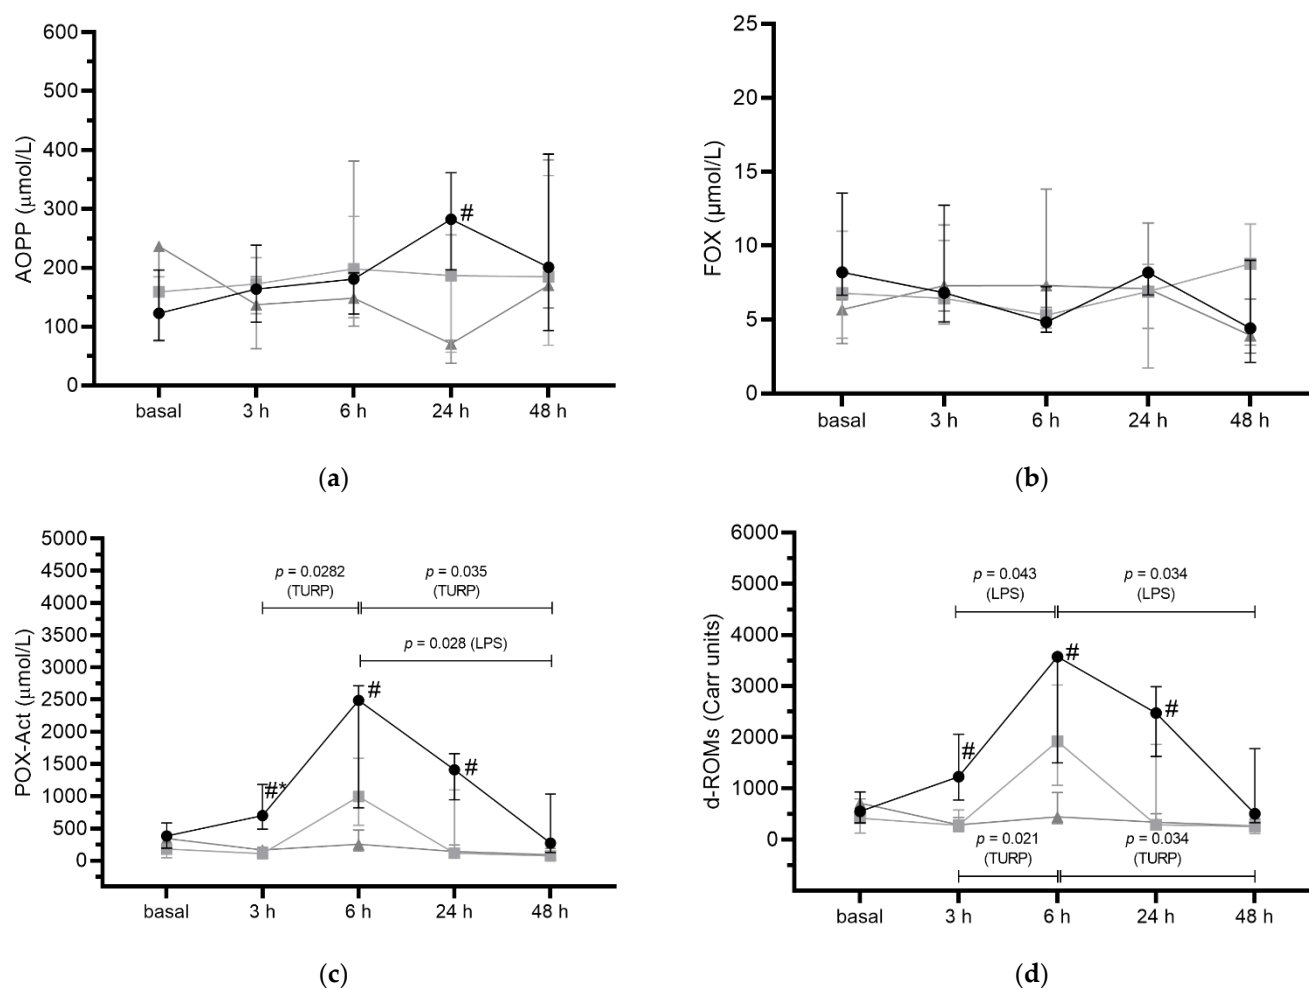 600
500
400
300
200
100
0
AOPP (μmol/L)
#
basal 3 h 6 h 24 h 48 h
(a)
25
20
15
10
5
0
FOX (μmol/L)
basal 3 h 6 h 24 h 48 h
(b)
5000
4500
4000
3500
3000
2500
2000
1500
1000
500
0
POX-Act (μmol/L)
p = 0.0282
(TURP)
p = 0.035
(TURP)
p = 0.028 (LPS)
#*
#
#
basal 3 h 6 h 24 h 48 h
(c)
6000
5000
4000
3000
2000
1000
0
d-ROMs (Carr units)
p = 0.043
(LPS)
p = 0.034
(LPS)
#
#
#
p = 0.021
(TURP)
p = 0.034
(TURP)
basal 3 h 6 h 24 h 48 h
(d)